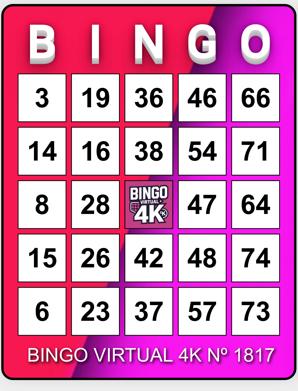 B I N G O
3 19 36 46 66
14 16 38 54 71
8 28 BINGO VIRTUAL 4K 47 64
15 26 42 48 74
6 23 37 57 73
BINGO VIRTUAL 4K Nº 1817